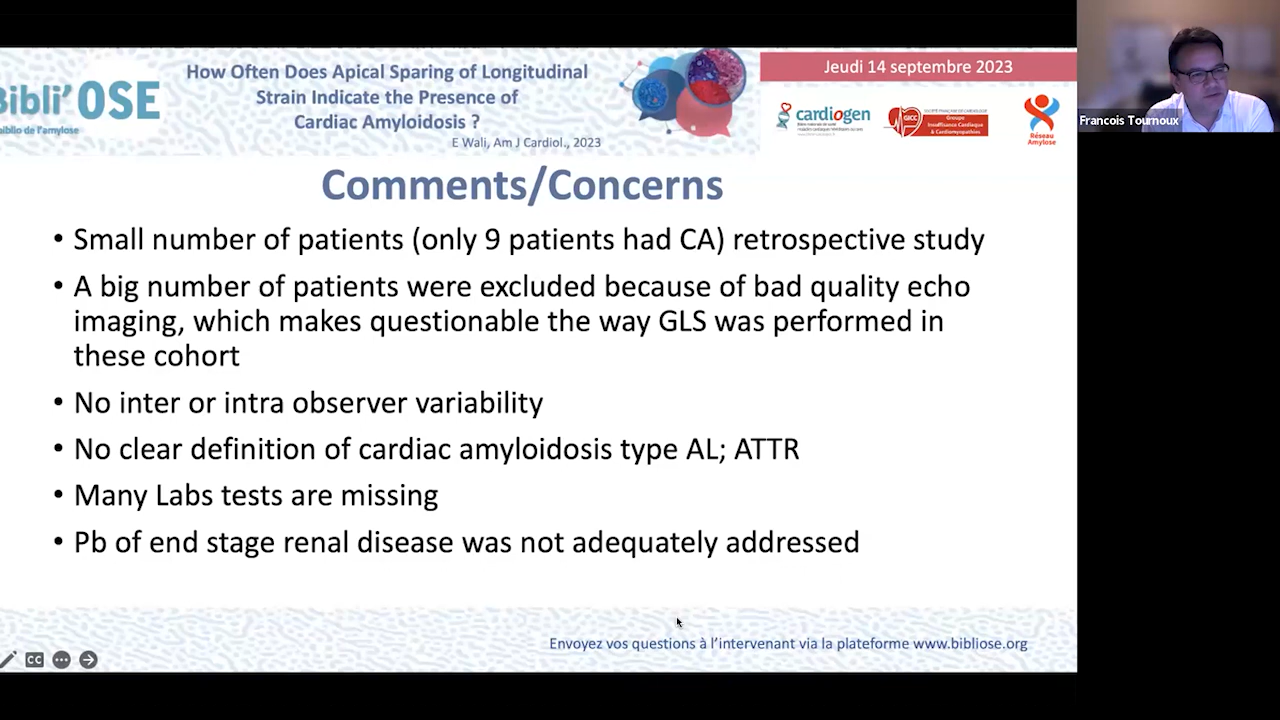 Bibli'OSE
biblio de l'amylose
How Often Does Apical Sparing of Longitudinal
Strain Indicate the Presence of
Cardiac Amyloidosis ?
E Wali, Am J Cardiol., 2023
Jeudi 14 septembre 2023
cardiogen
GICC
Groupe
Insuffisance Cardiaque
& Cardiomyopathies
Réseau
Amylose
Francois Tournoux
Comments/Concerns
• Small number of patients (only 9 patients had CA) retrospective study
• A big number of patients were excluded because of bad quality echo
imaging, which makes questionable the way GLS was performed in
these cohort
• No inter or intra observer variability
• No clear definition of cardiac amyloidosis type AL; ATTR
• Many Labs tests are missing
• Pb of end stage renal disease was not adequately addressed
Envoyez vos questions à l'intervenant via la plateforme www.bibliose.org
CC